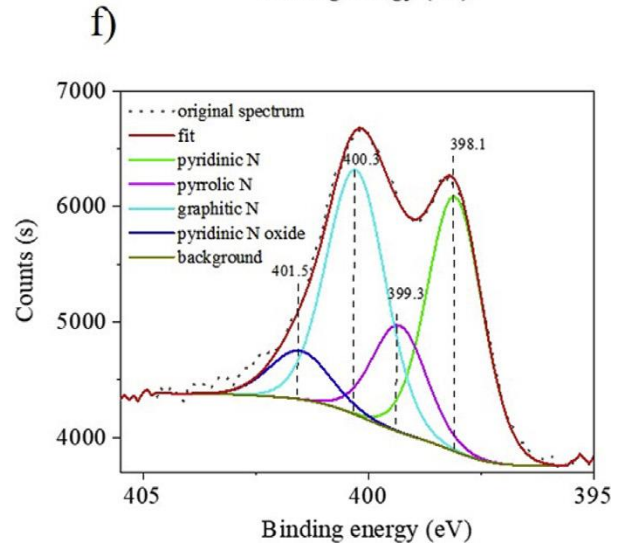 f)
7000
6000
5000
4000
Counts (s)
original spectrum
fit
pyridinic N
pyrrolic N
graphitic N
pyridinic N oxide
background
398.1
400.3
401.5
399.3
405
400
395
Binding energy (eV)